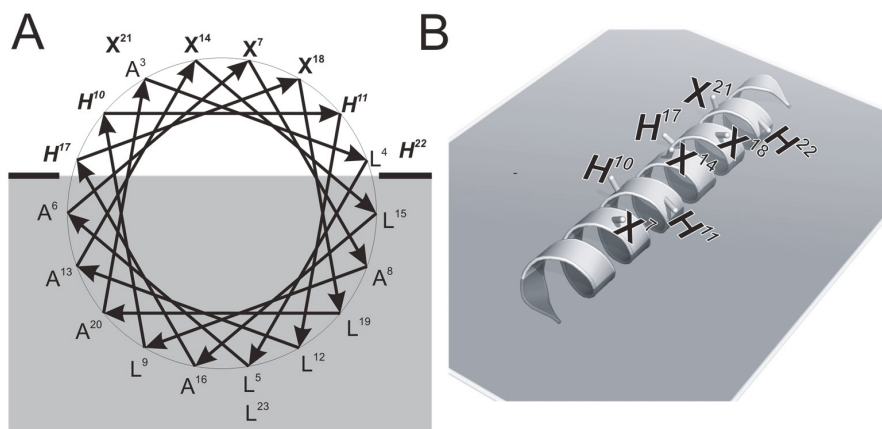 A
X²¹ X¹⁴ X⁷
A³ X¹⁸
H¹⁰ H¹¹
H¹⁷ L⁴ H²²
A⁶ L¹⁵
A¹³ A⁸
A²⁰ L¹⁹
L⁹ L¹²
A¹⁶ L⁵
L²³
B
X²¹
H¹⁷ X¹⁸ H²²
H¹⁰ X¹⁴
X⁷ H¹¹